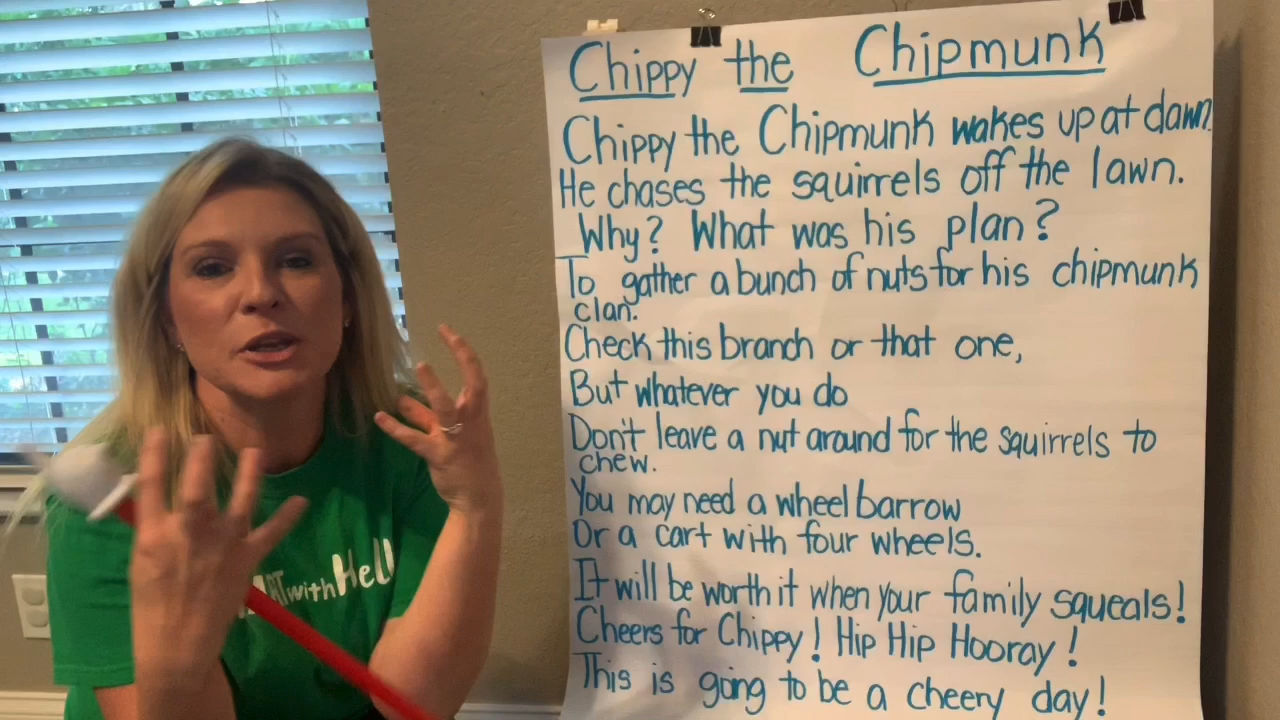 Chippy the Chipmunk
Chippy the Chipmunk wakes up at dawn.
He chases the squirrels off the lawn.
Why? What was his plan?
To gather a bunch of nuts for his chipmunk
clan.
Check this branch or that one,
But whatever you do
Don't leave a nut around for the squirrels to
chew.
You may need a wheel barrow
Or a cart with four wheels.
It will be worth it when your family squeals!
Cheers for Chippy! Hip Hip Hooray!
This is going to be a cheery day!
with